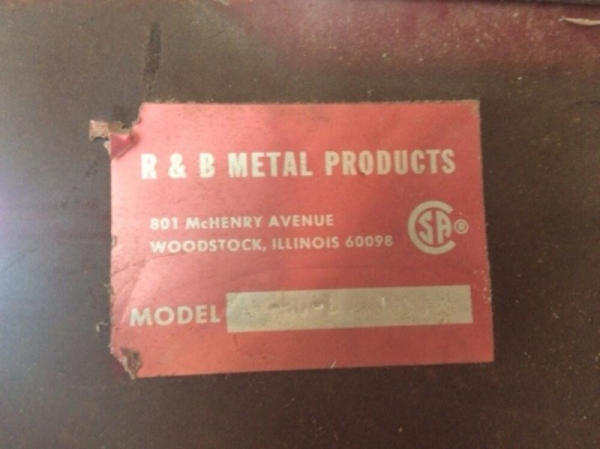 R & B METAL PRODUCTS
801 McHENRY AVENUE
WOODSTOCK, ILLINOIS 60098
CSA®
MODEL